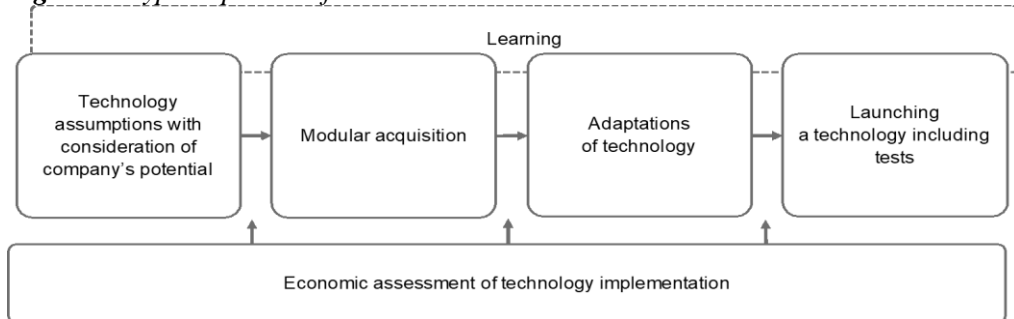 Learning
Technology
assumptions with
consideration of
company's potential
Modular acquisition
Adaptations
of technology
Launching
a technology including
tests
Economic assessment of technology implementation